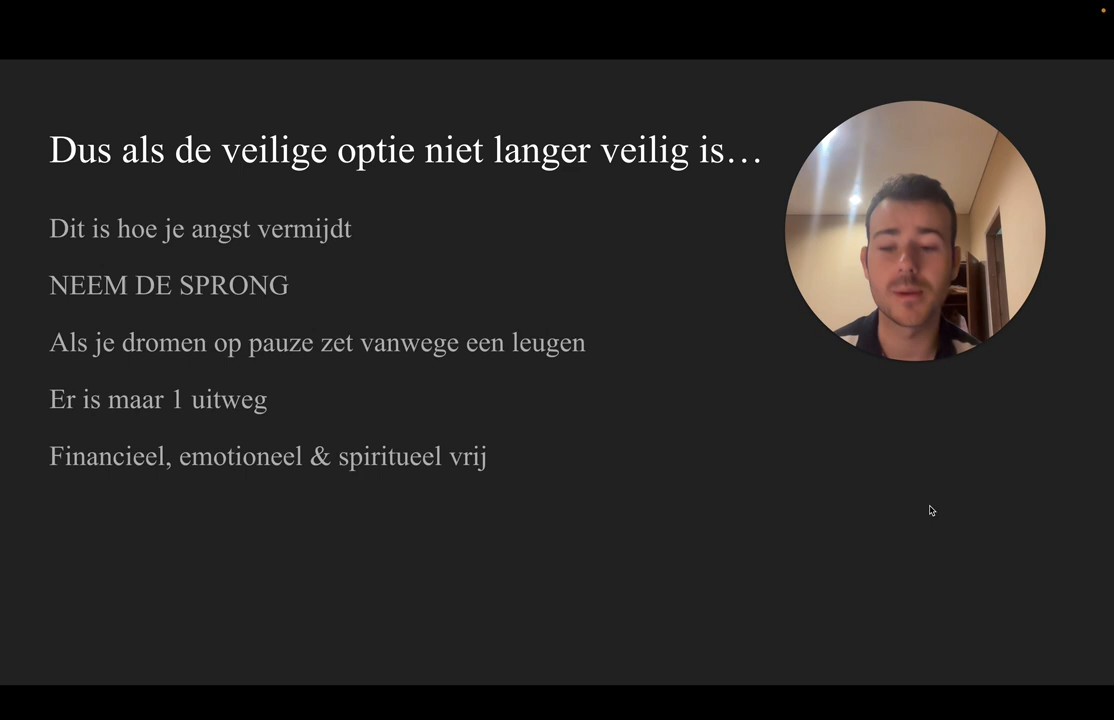 Dus als de veilige optie niet langer veilig is…
Dit is hoe je angst vermijdt
NEEM DE SPRONG
Als je dromen op pauze zet vanwege een leugen
Er is maar 1 uitweg
Financieel, emotioneel & spiritueel vrij